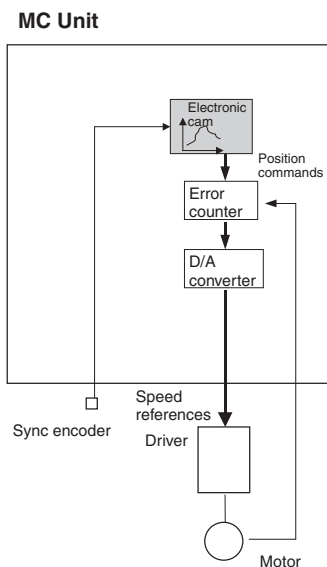 MC Unit
Electronic
cam
Position
commands
Error
counter
D/A
converter
Speed
references
Sync encoder
Driver
Motor